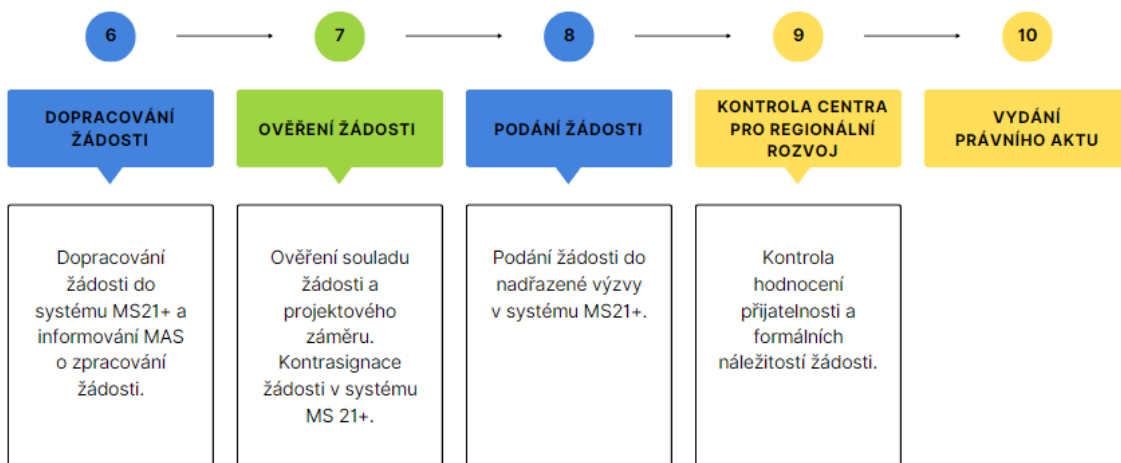 6
7
8
9
10
DOPRACOVÁNÍ
ŽÁDOSTI
OVĚŘENÍ ŽÁDOSTI
PODÁNÍ ŽÁDOSTI
KONTROLA CENTRA
PRO REGIONÁLNÍ
ROZVOJ
VYDÁNÍ
PRÁVNÍHO AKTU
Dopracování
žádosti do
systému MS21+ a
informování MAS
o zpracování
žádosti.
Ověření souladu
žádosti a
projektového
záměru.
Kontrasignace
žádosti v systému
MS 21+.
Podání žádosti do
nadřazené výzvy
v systému MS21+.
Kontrola
hodnocení
přijatelnosti a
formálních
náležitostí žádosti.